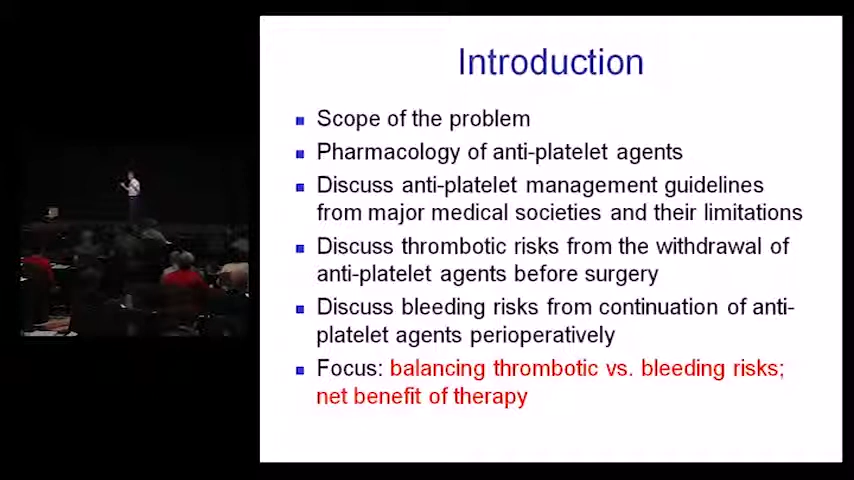 Introduction
Scope of the problem
Pharmacology of anti-platelet agents
Discuss anti-platelet management guidelines
from major medical societies and their limitations
Discuss thrombotic risks from the withdrawal of
anti-platelet agents before surgery
Discuss bleeding risks from continuation of anti-
platelet agents perioperatively
Focus: balancing thrombotic vs. bleeding risks;
net benefit of therapy